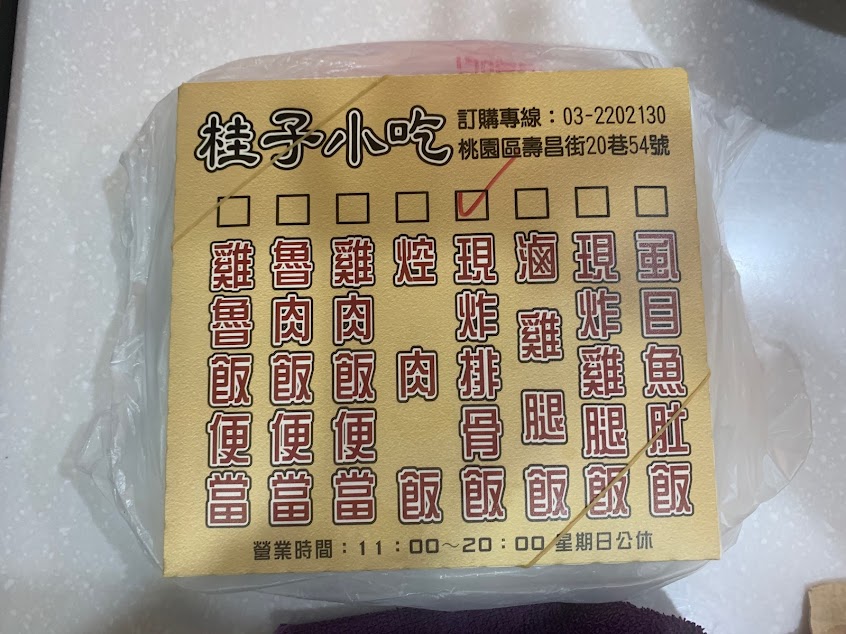 桂子小吃
訂購專線：03-2202130
桃園區壽昌街20巷54號
虱目魚肚飯
現炸雞腿飯
滷雞腿飯
現炸排骨飯
焢肉飯
雞肉飯便當
魯肉飯便當
雞魯飯便當
營業時間：11：00～20：00 星期日公休